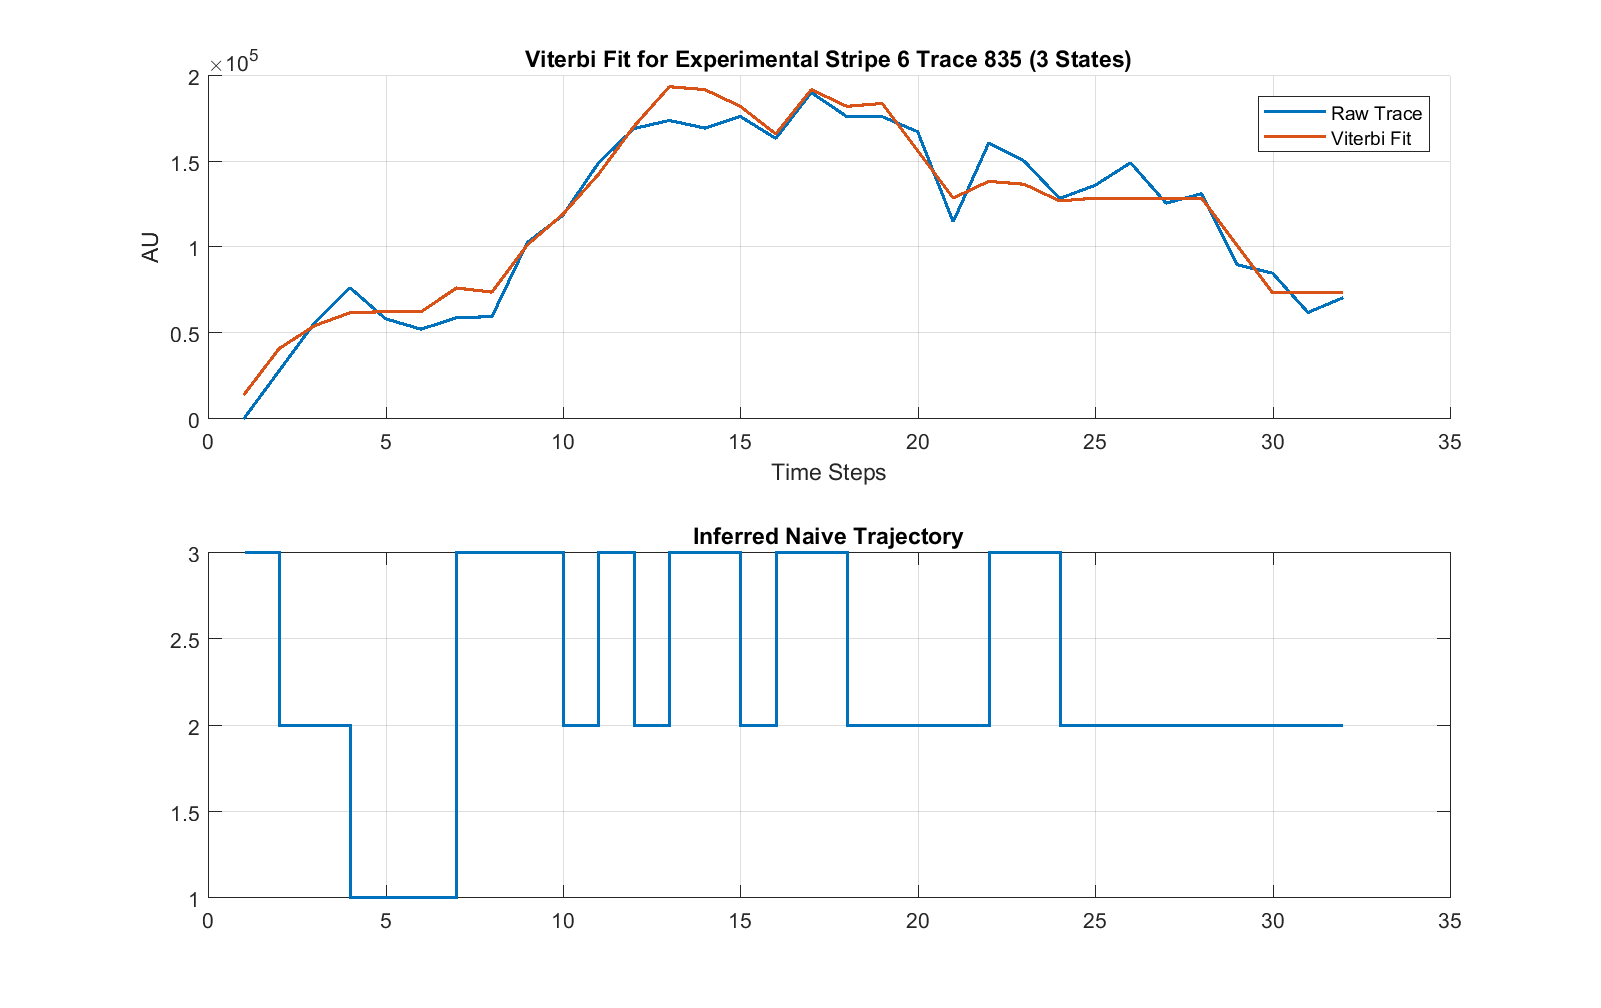 Viterbi Fit for Experimental Stripe 6 Trace 835 (3 States)
×10⁵
2
1.5
1
0.5
0
AU
Raw Trace
Viterbi Fit
0 5 10 15 20 25 30 35
Time Steps
Inferred Naive Trajectory
3
2.5
2
1.5
1
0 5 10 15 20 25 30 35